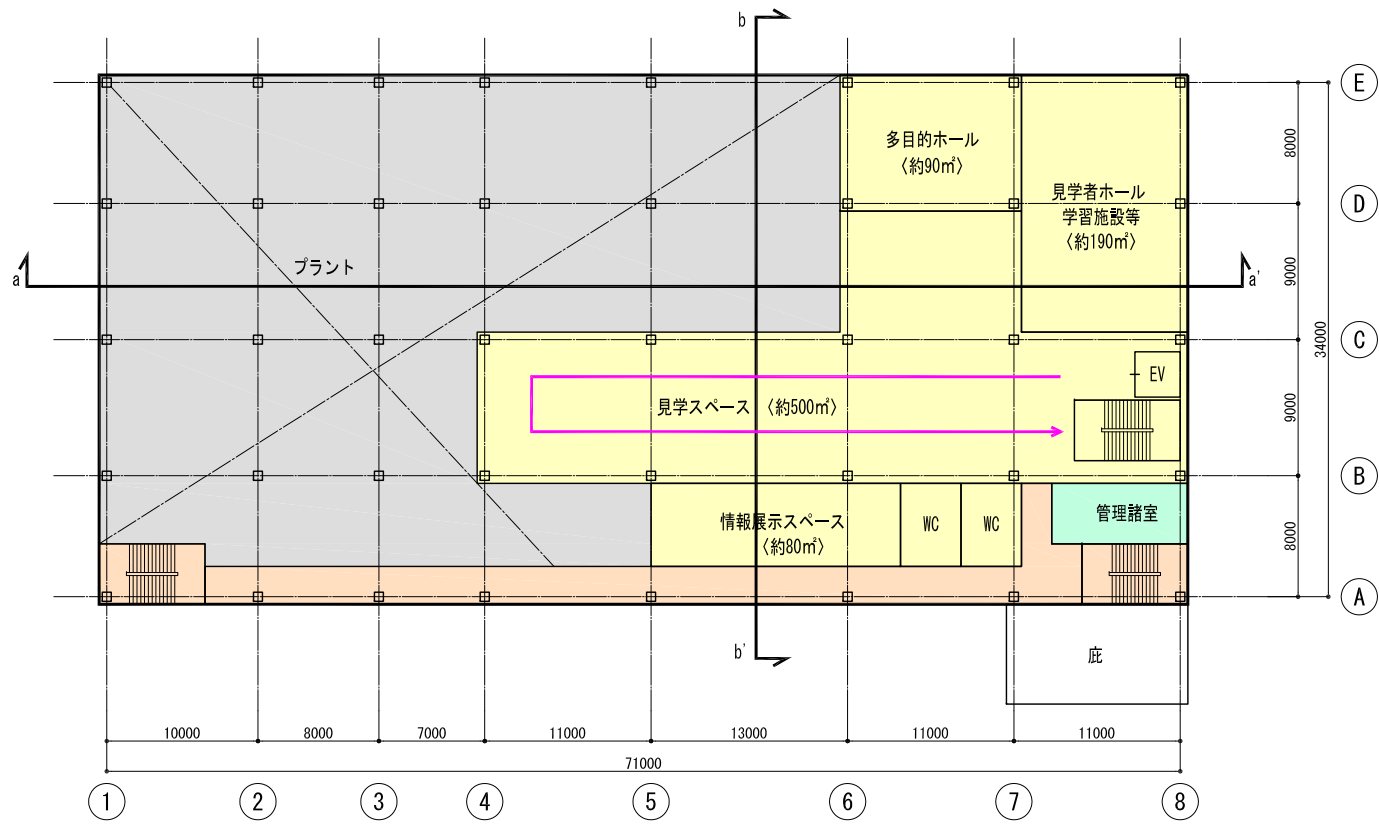 b
E
多目的ホール
〈約90㎡〉
8000
見学者ホール
学習施設等
〈約190㎡〉
D
プラント
a
a'
9000
34000
C
EV
見学スペース 〈約500㎡〉
9000
B
情報展示スペース
〈約80㎡〉
WC
WC
管理諸室
8000
A
b'
庇
10000
8000
7000
11000
13000
11000
11000
71000
1
2
3
4
5
6
7
8